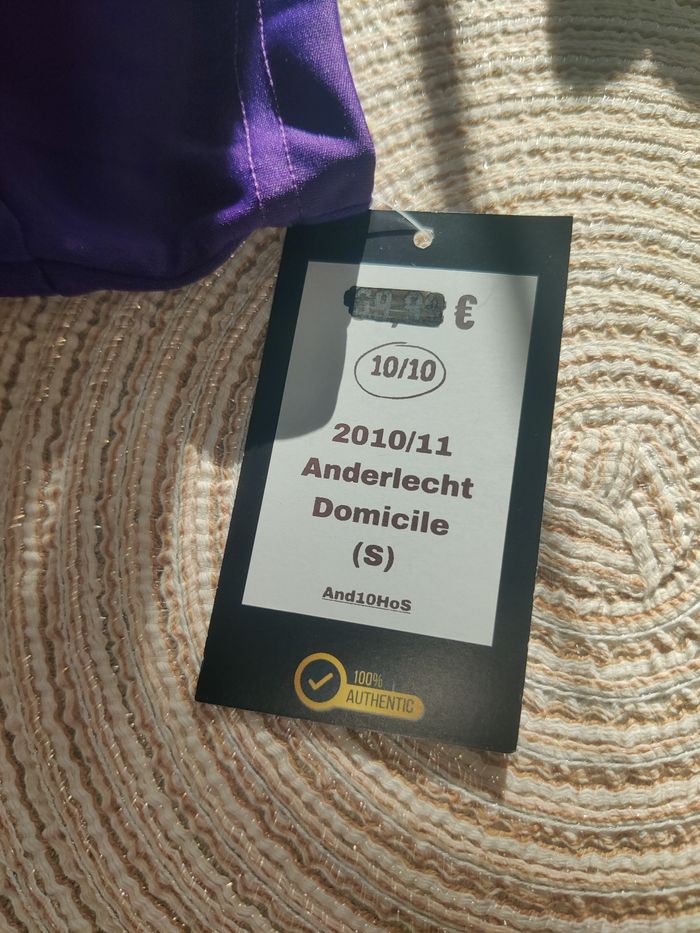 €
10/10
2010/11
Anderlecht
Domicile
(S)
And10HoS
100%
AUTHENTIC